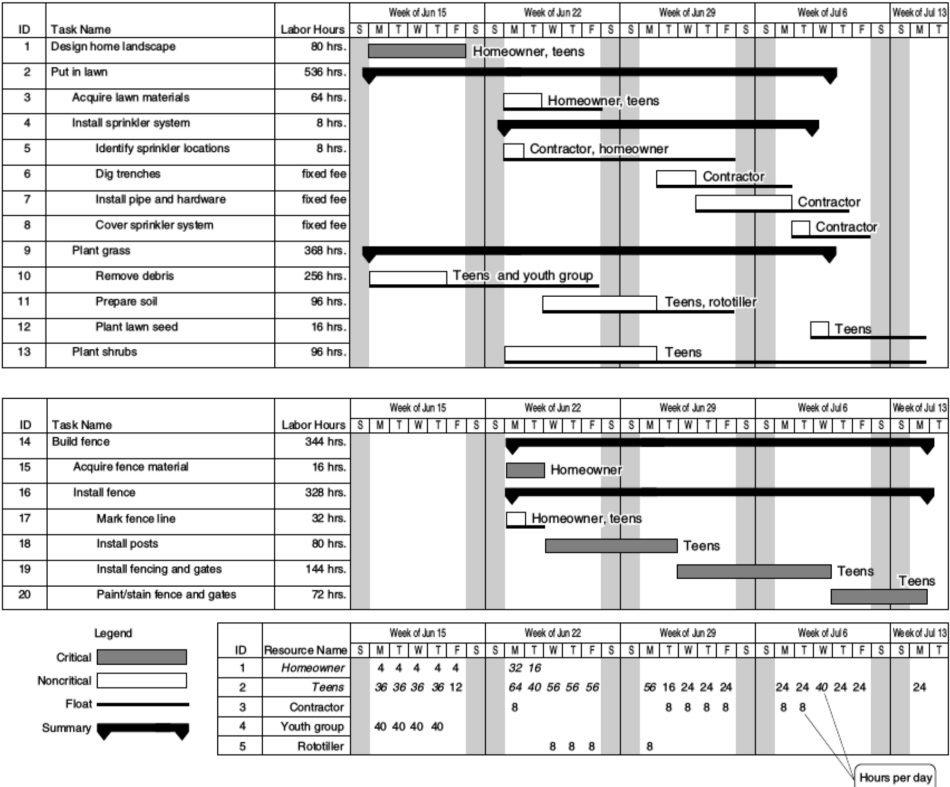 Week of Jun 15 Week of Jun 22 Week of Jun 29 Week of Jul 6 Week of Jul 13
ID Task Name Labor Hours S M T W T F S S M T W T F S S M T W T F S S M T W T F S S M T
1 Design home landscape 80 hrs. Homeowner, teens
2 Put in lawn 536 hrs.
3 Acquire lawn materials 64 hrs. Homeowner, teens
4 Install sprinkler system 8 hrs.
5 Identify sprinkler locations 8 hrs. Contractor, homeowner
6 Dig trenches fixed fee Contractor
7 Install pipe and hardware fixed fee Contractor
8 Cover sprinkler system fixed fee Contractor
9 Plant grass 368 hrs.
10 Remove debris 256 hrs. Teens and youth group
11 Prepare soil 96 hrs. Teens, rototiller
12 Plant lawn seed 16 hrs. Teens
13 Plant shrubs 96 hrs. Teens
Week of Jun 15 Week of Jun 22 Week of Jun 29 Week of Jul 6 Week of Jul 13
ID Task Name Labor Hours S M T W T F S S M T W T F S S M T W T F S S M T W T F S S M T
14 Build fence 344 hrs.
15 Acquire fence material 16 hrs. Homeowner
16 Install fence 328 hrs.
17 Mark fence line 32 hrs. Homeowner, teens
18 Install posts 80 hrs. Teens
19 Install fencing and gates 144 hrs. Teens
20 Paint/stain fence and gates 72 hrs. Teens
Legend
Critical
Noncritical
Float
Summary
Week of Jun 15 Week of Jun 22 Week of Jun 29 Week of Jul 6 Week of Jul 13
ID Resource Name S M T W T F S S M T W T F S S M T W T F S S M T W T F S S M T
1 Homeowner 4 4 4 4 4 32 16
2 Teens 36 36 36 36 12 64 40 56 56 56 56 16 24 24 24 24 24 40 24 24 24
3 Contractor 8 8 8 8 8 8 8
4 Youth group 40 40 40 40
5 Rototiller 8 8 8 8
Hours per day